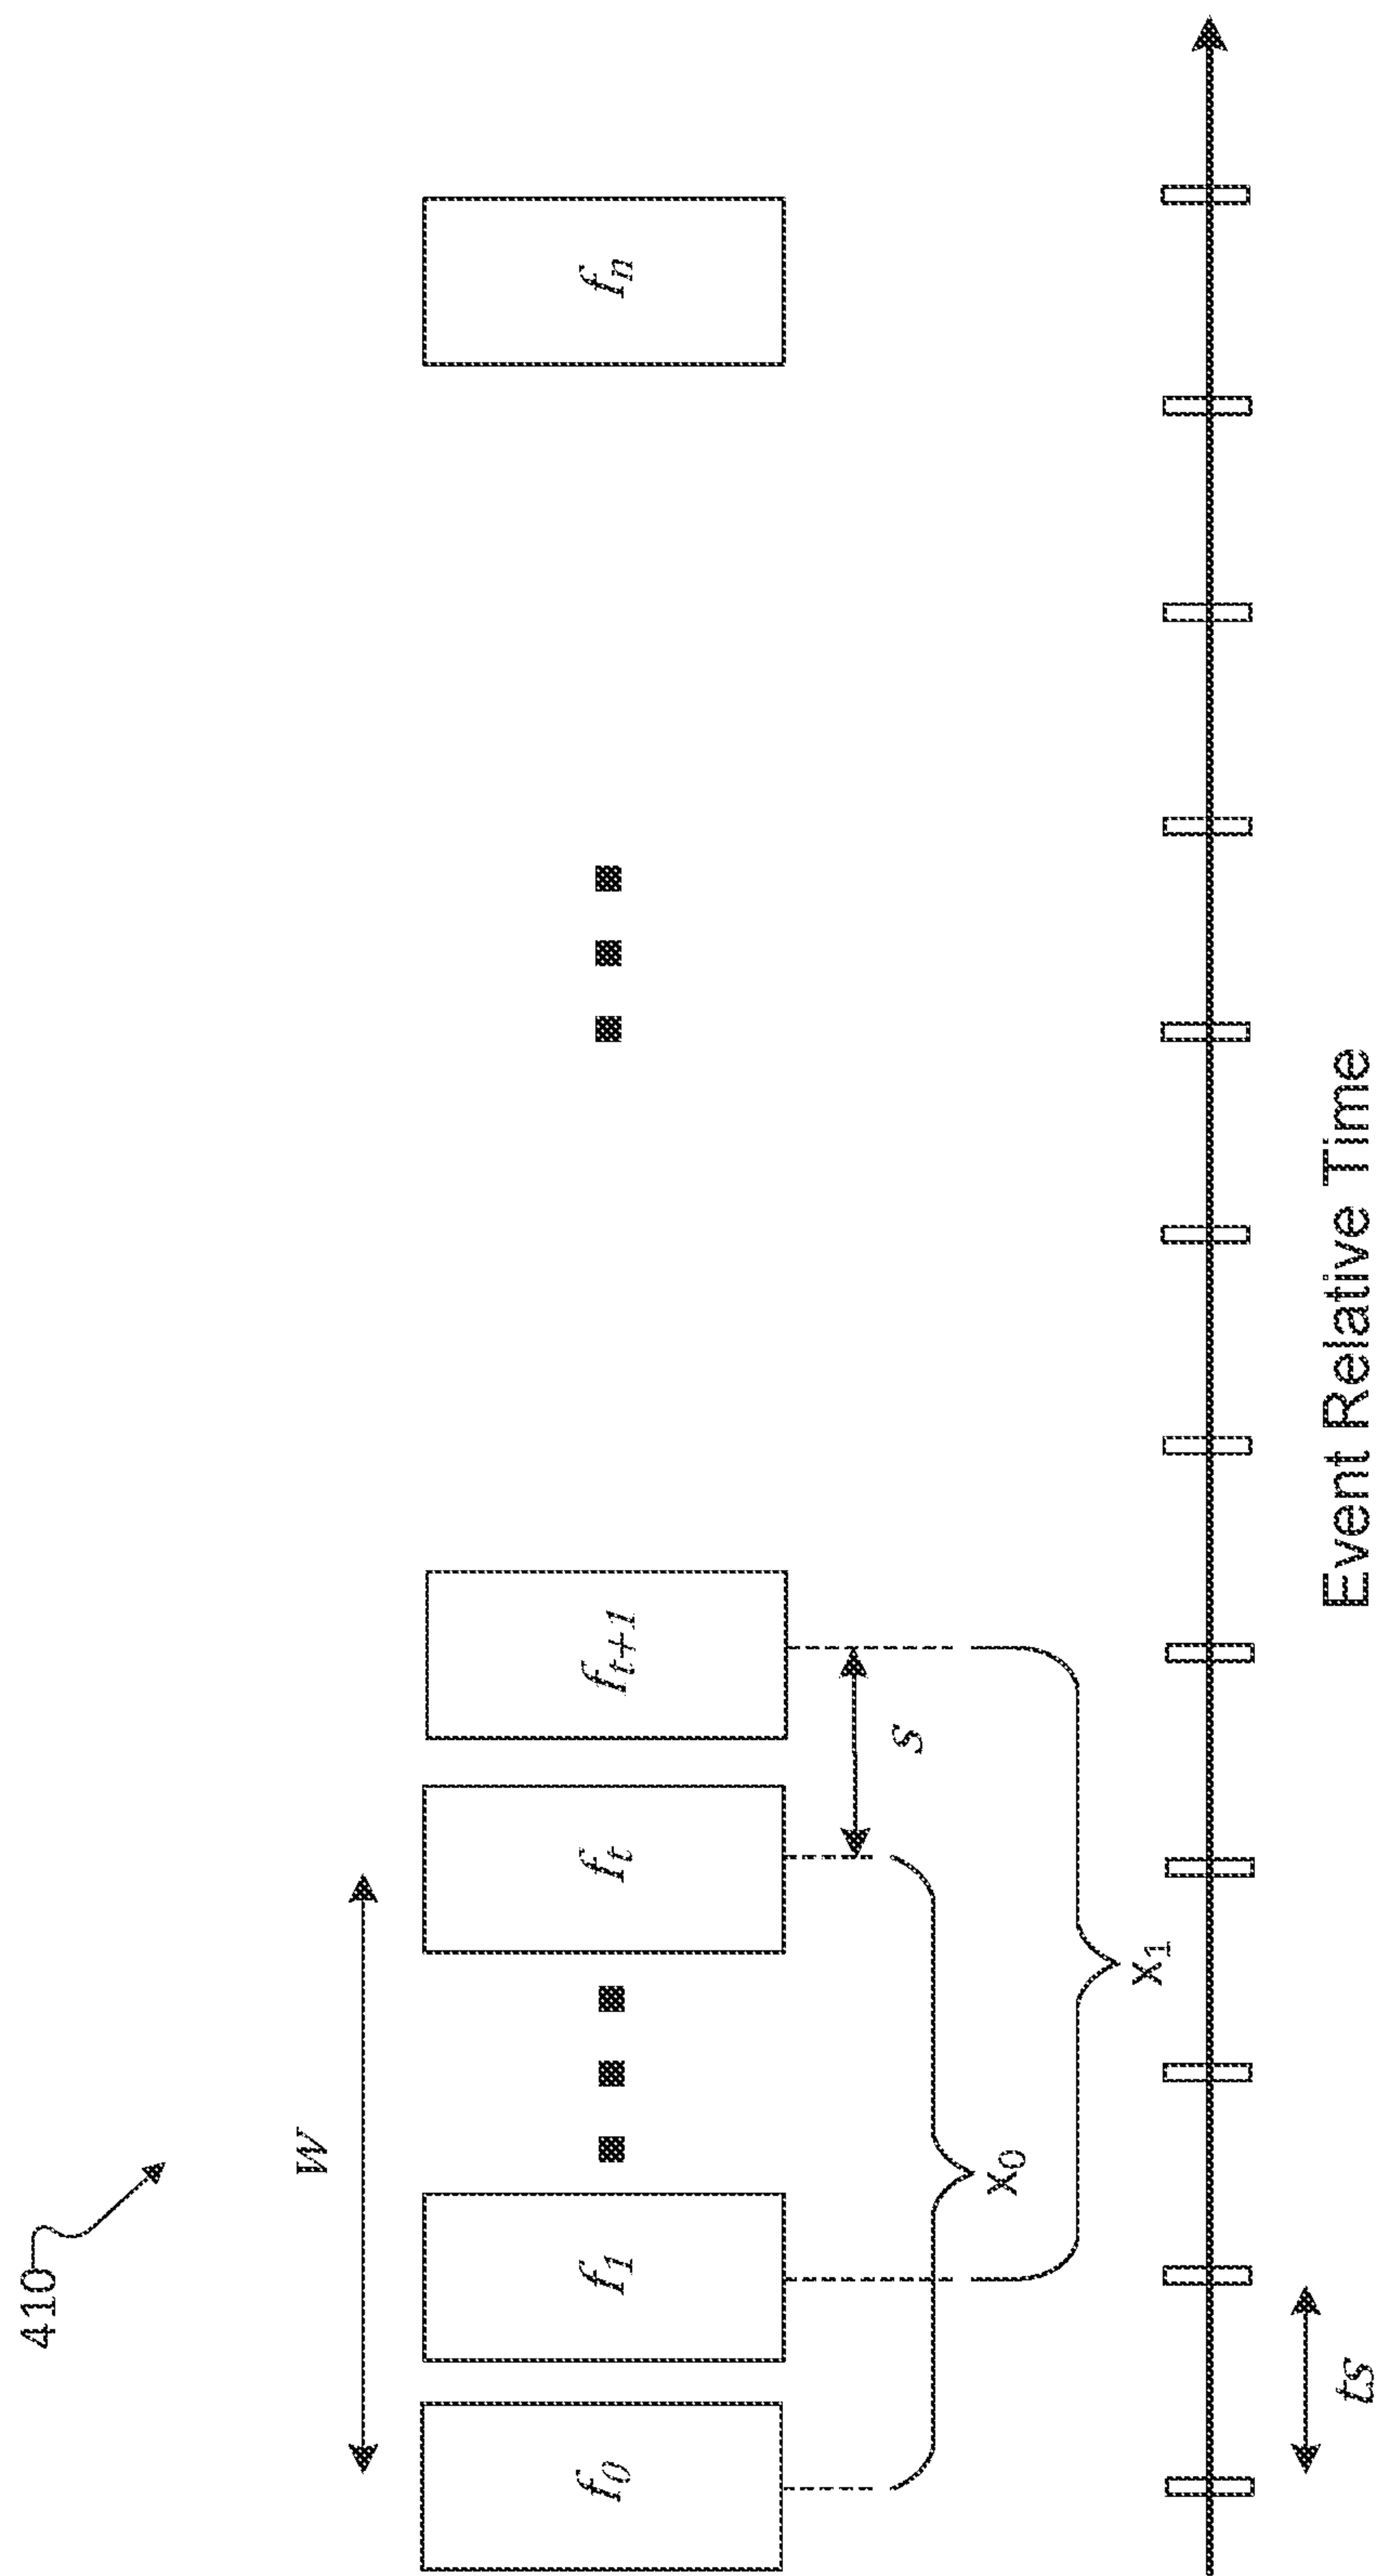 410
W
f0 f1 ft ft+1 fn
s
x0
x1
ts
Event Relative Time